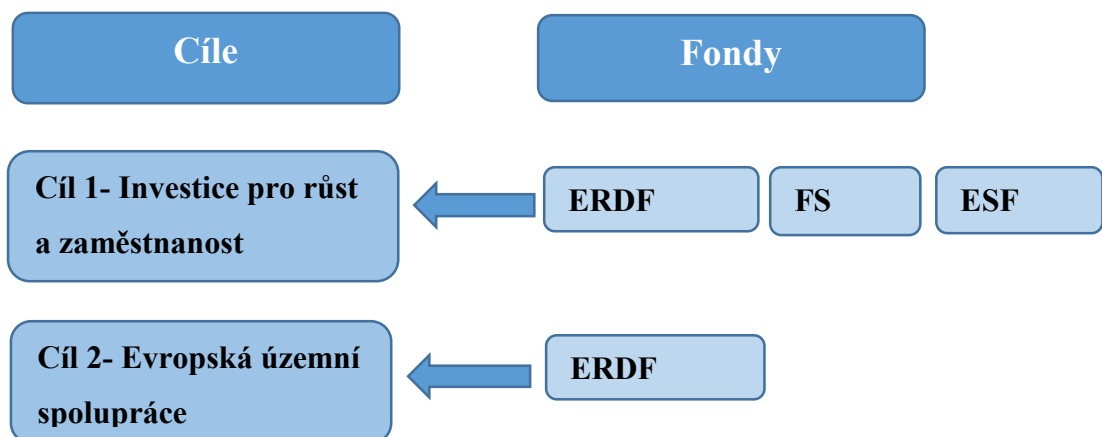 Cíle
Fondy
Cíl 1- Investice pro růst
a zaměstnanost
ERDF
FS
ESF
Cíl 2- Evropská územní
spolupráce
ERDF